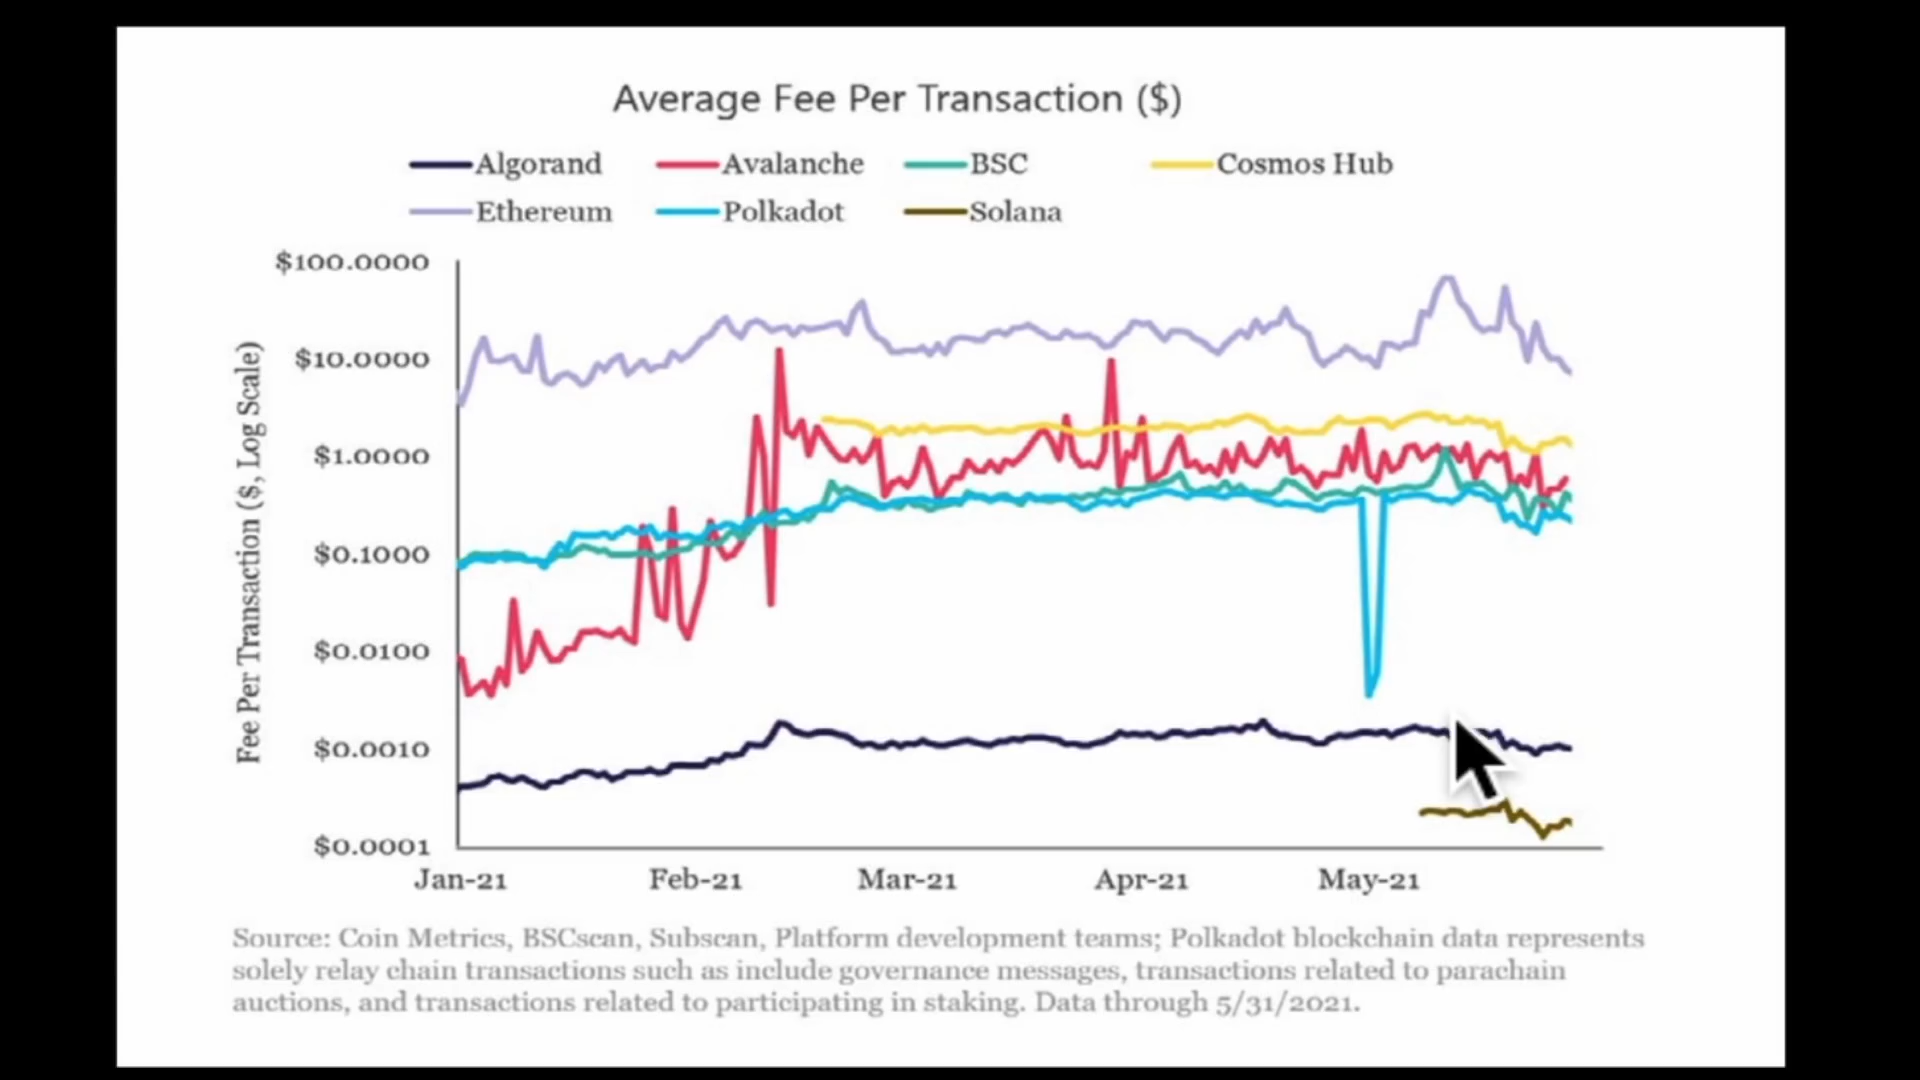 Average Fee Per Transaction ($)
Algorand Avalanche BSC Cosmos Hub
Ethereum Polkadot Solana
$100.0000
$10.0000
$1.0000
$0.1000
$0.0100
$0.0010
$0.0001
Fee Per Transaction ($, Log Scale)
Jan-21 Feb-21 Mar-21 Apr-21 May-21
Source: Coin Metrics, BSCscan, Subscan, Platform development teams; Polkadot blockchain data represents
solely relay chain transactions such as include governance messages, transactions related to parachain
auctions, and transactions related to participating in staking. Data through 5/31/2021.